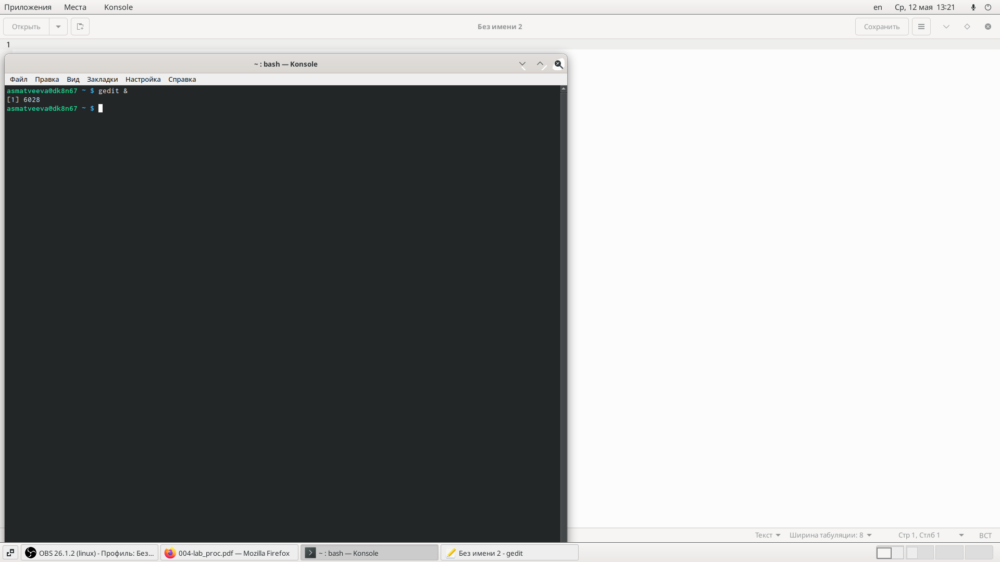 Приложения Места Konsole en Ср, 12 мая 13:21
Открыть Без имени 2 Сохранить
1
~ : bash — Konsole
Файл Правка Вид Закладки Настройка Справка
asmatveeva@dk8n67 ~ $ gedit &
[1] 6028
asmatveeva@dk8n67 ~ $
Текст Ширина табуляции: 8 Стр 1, Стлб 1 ВСТ
OBS 26.1.2 (linux) - Профиль: Без... 004-lab_proc.pdf — Mozilla Firefox ~ : bash — Konsole Без имени 2 - gedit